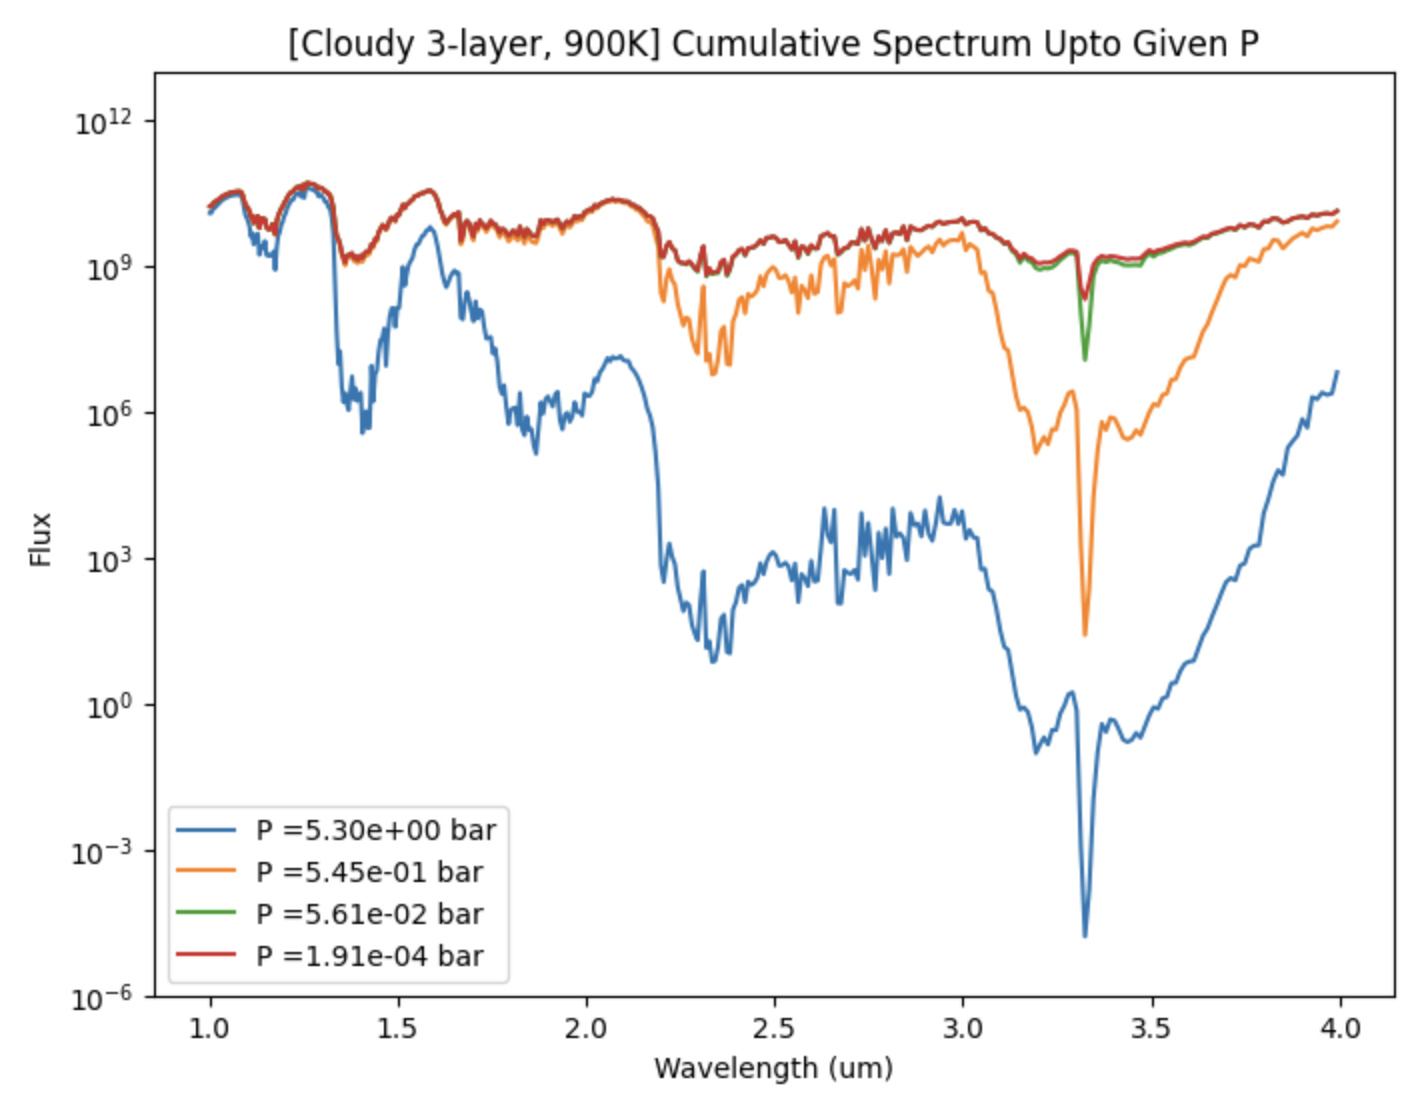 [Cloudy 3-layer, 900K] Cumulative Spectrum Upto Given P
10¹²
10⁹
10⁶
10³
10⁰
10⁻³
10⁻⁶
Flux
P =5.30e+00 bar
P =5.45e-01 bar
P =5.61e-02 bar
P =1.91e-04 bar
1.0 1.5 2.0 2.5 3.0 3.5 4.0
Wavelength (um)